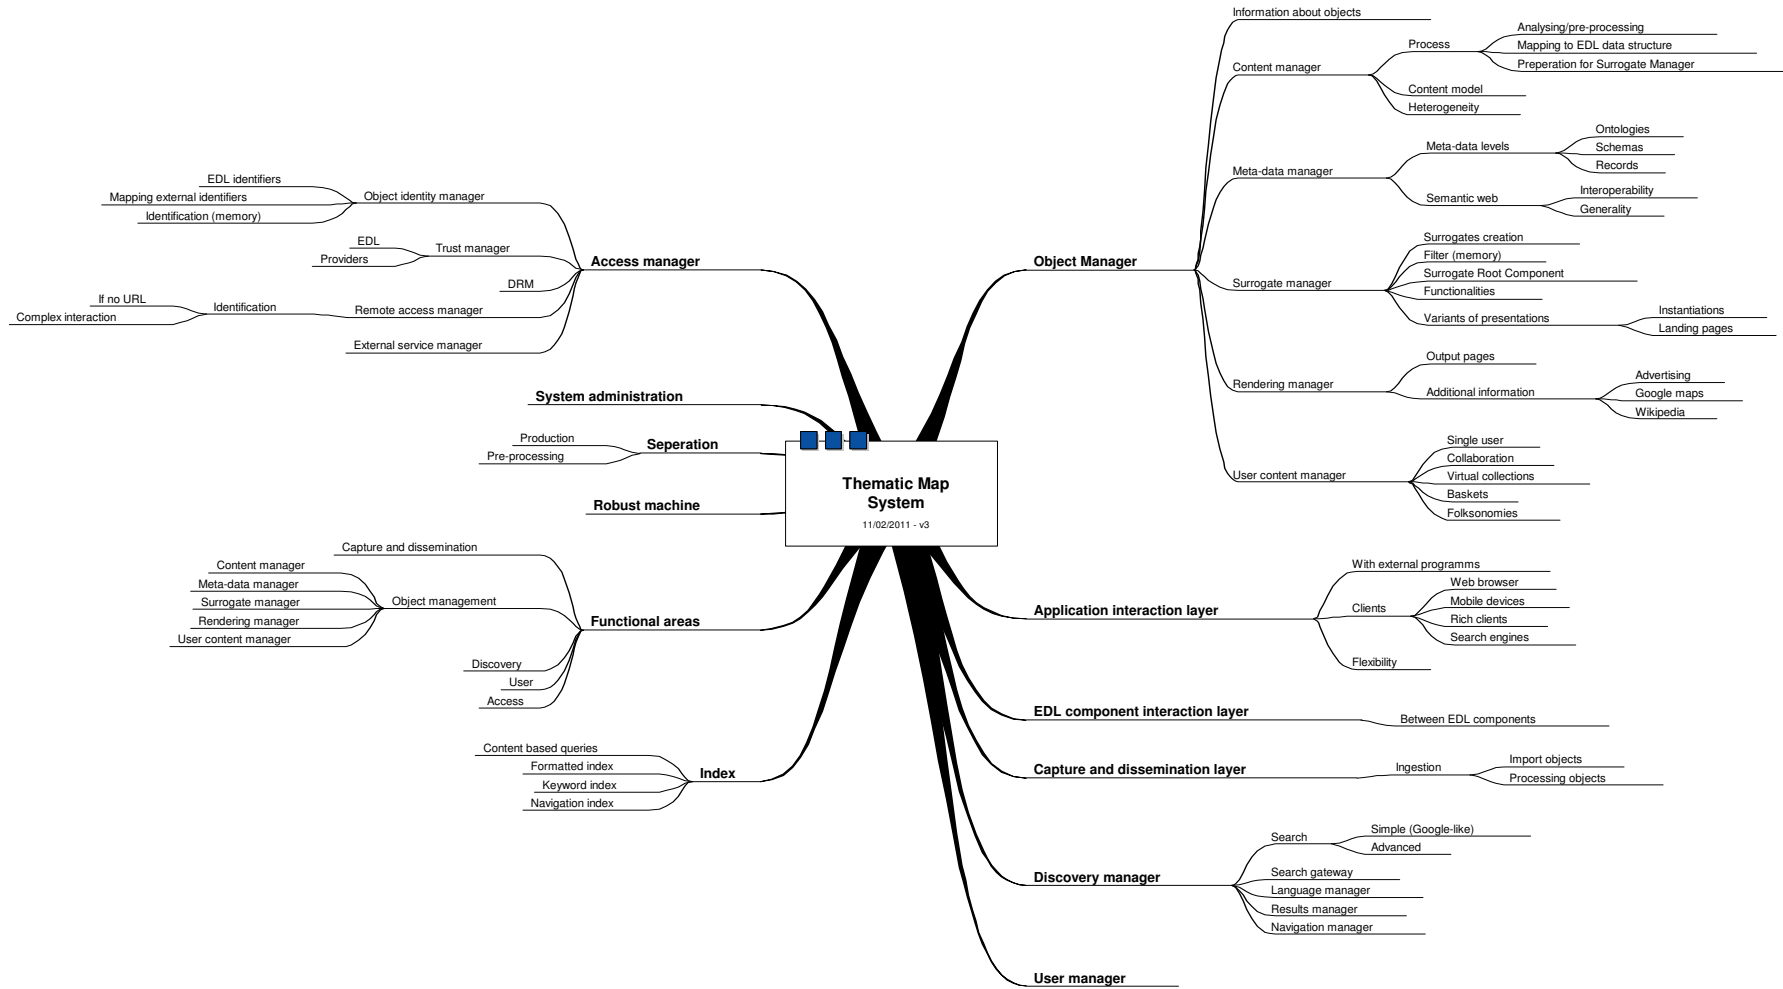 Thematic Map
System
11/02/2011 - v3
Object Manager
Information about objects
Content manager
Process
Analysing/pre-processing
Mapping to EDL data structure
Preperation for Surrogate Manager
Content model
Heterogeneity
Meta-data manager
Meta-data levels
Ontologies
Schemas
Records
Semantic web
Interoperability
Generality
Surrogate manager
Surrogates creation
Filter (memory)
Surrogate Root Component
Functionalities
Variants of presentations
Instantiations
Landing pages
Rendering manager
Output pages
Additional information
Advertising
Google maps
Wikipedia
User content manager
Single user
Collaboration
Virtual collections
Baskets
Folksonomies
Application interaction layer
With external programms
Clients
Web browser
Mobile devices
Rich clients
Search engines
Flexibility
EDL component interaction layer
Between EDL components
Capture and dissemination layer
Ingestion
Import objects
Processing objects
Discovery manager
Search
Simple (Google-like)
Advanced
Search gateway
Language manager
Results manager
Navigation manager
User manager
Access manager
Object identity manager
EDL identifiers
Mapping external identifiers
Identification (memory)
Trust manager
EDL
Providers
DRM
Remote access manager
Identification
If no URL
Complex interaction
External service manager
System administration
Seperation
Production
Pre-processing
Robust machine
Functional areas
Capture and dissemination
Object management
Content manager
Meta-data manager
Surrogate manager
Rendering manager
User content manager
Discovery
User
Access
Index
Content based queries
Formatted index
Keyword index
Navigation index